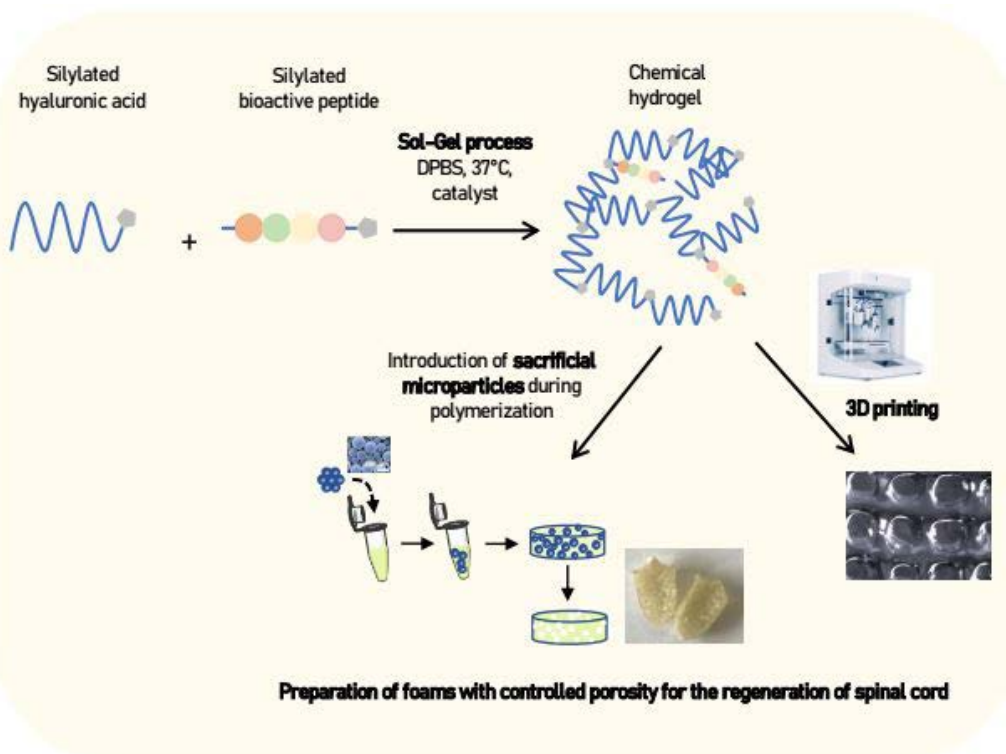 Silylated
hyaluronic acid
Silylated
bioactive peptide
Chemical
hydrogel
Sol-Gel process
DPBS, 37°C,
catalyst
+
Introduction of sacrificial
microparticles during
polymerization
3D printing
Preparation of foams with controlled porosity for the regeneration of spinal cord